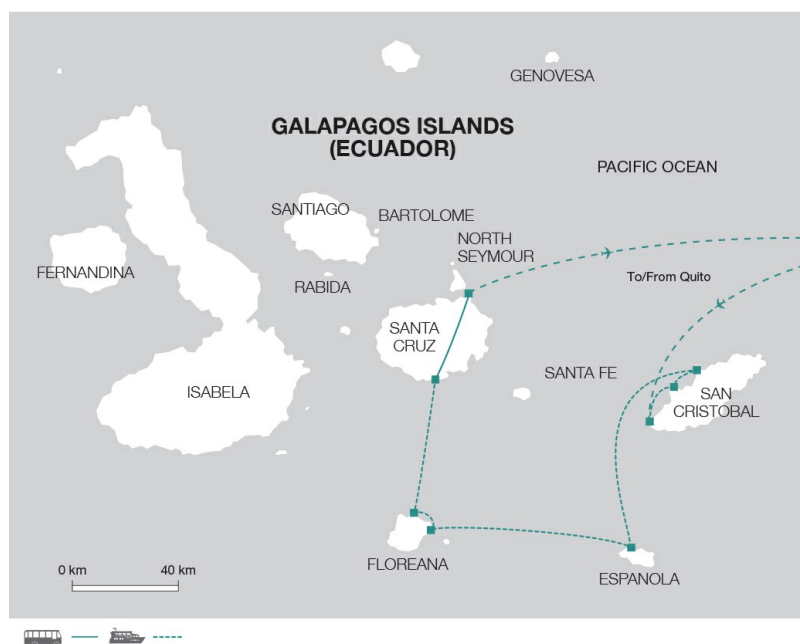 GENOVESA
GALAPAGOS ISLANDS
(ECUADOR)
PACIFIC OCEAN
SANTIAGO
BARTOLOME
NORTH
SEYMOUR
FERNANDINA
RABIDA
To/From Quito
SANTA
CRUZ
SANTA FE
ISABELA
SAN
CRISTOBAL
FLOREANA
ESPANOLA
0 km
40 km